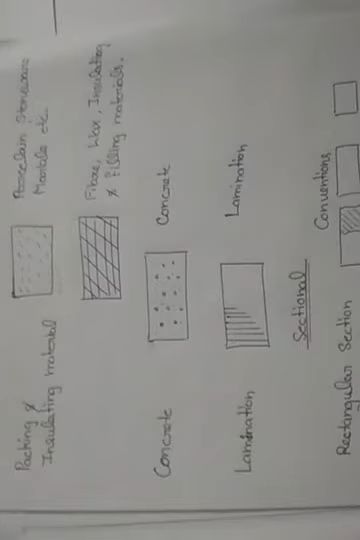 Porcelain Stoneware
Marble etc.
Packing &
Insulating material
Fibre, Wax, Insulating
& Filling materials.
Concrete
Concrete
Lamination
Lamination
Sectional
Conventions
Rectangular Section